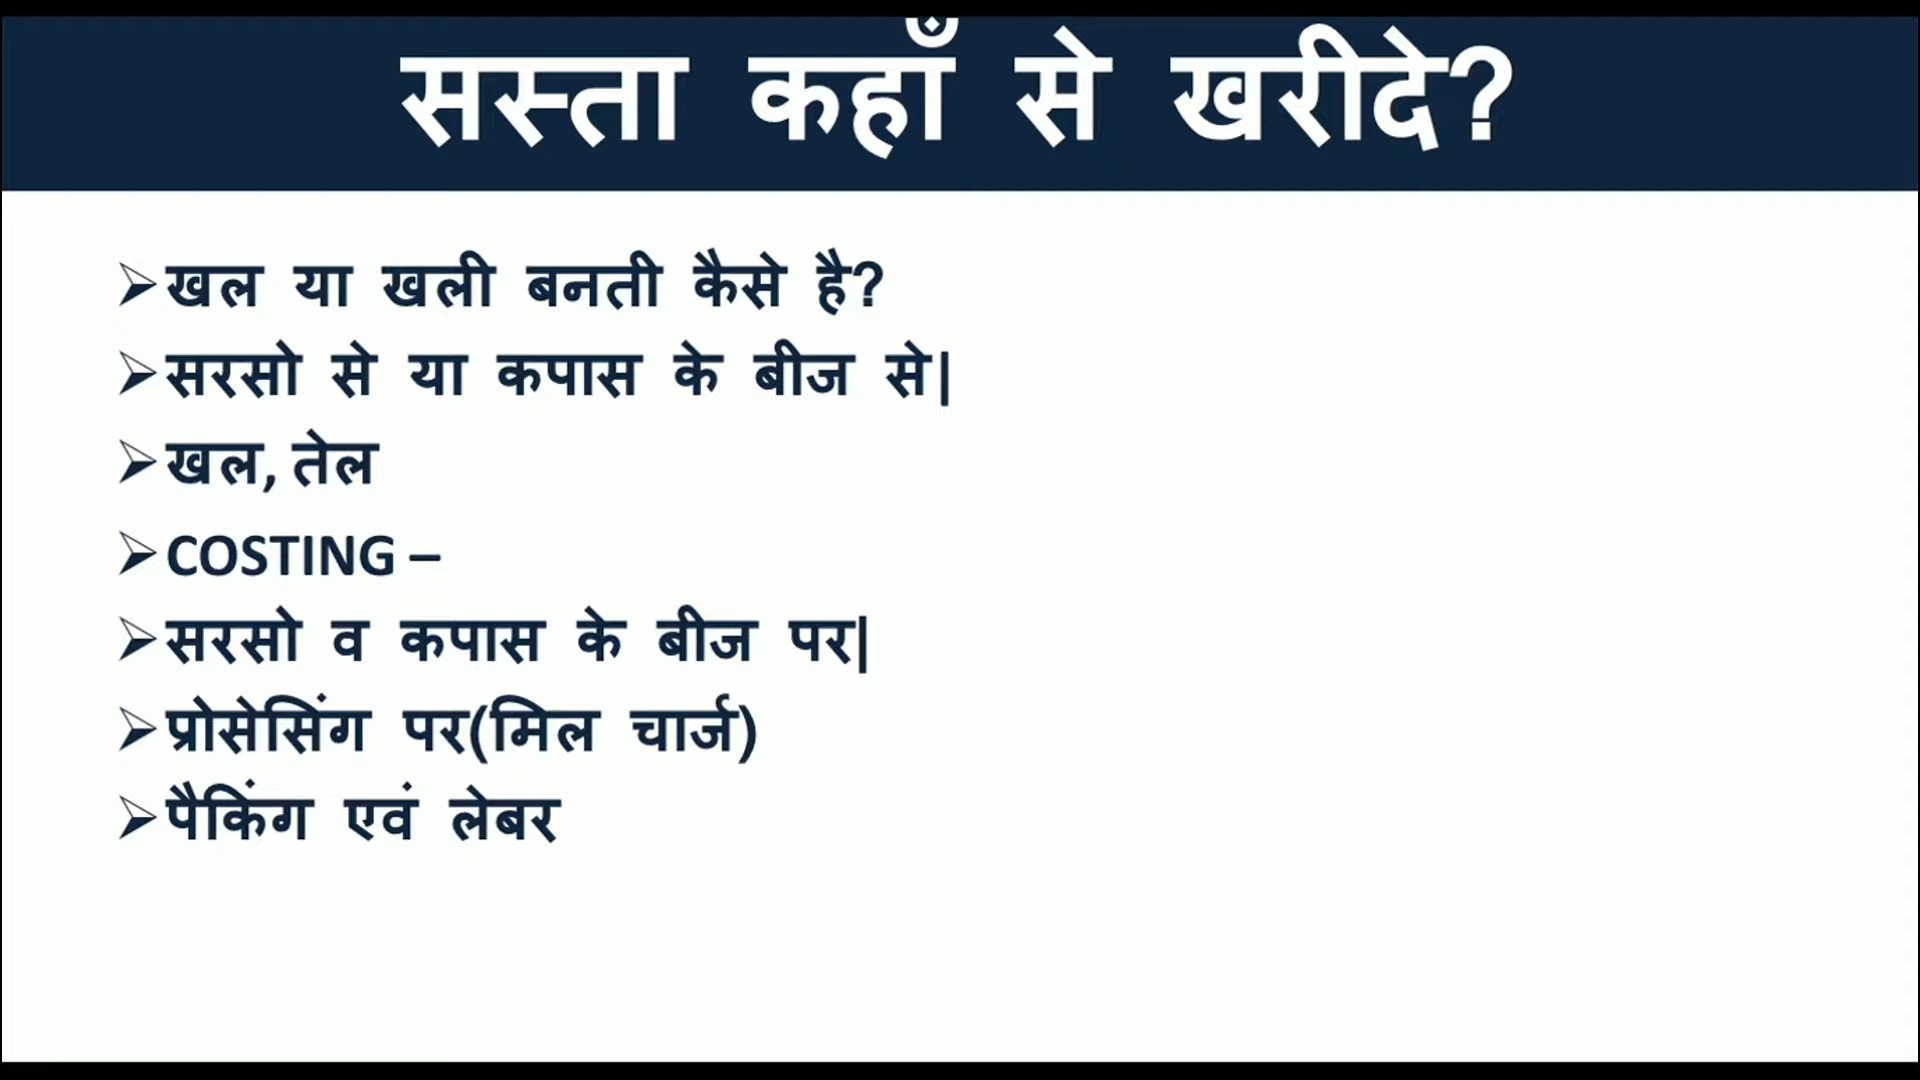 सस्ता कहाँ से खरीदे?
➢खल या खली बनती कैसे है?
➢सरसो से या कपास के बीज से|
➢खल, तेल
➢COSTING –
➢सरसो व कपास के बीज पर|
➢प्रोसेसिंग पर(मिल चार्ज)
➢पैकिंग एवं लेबर